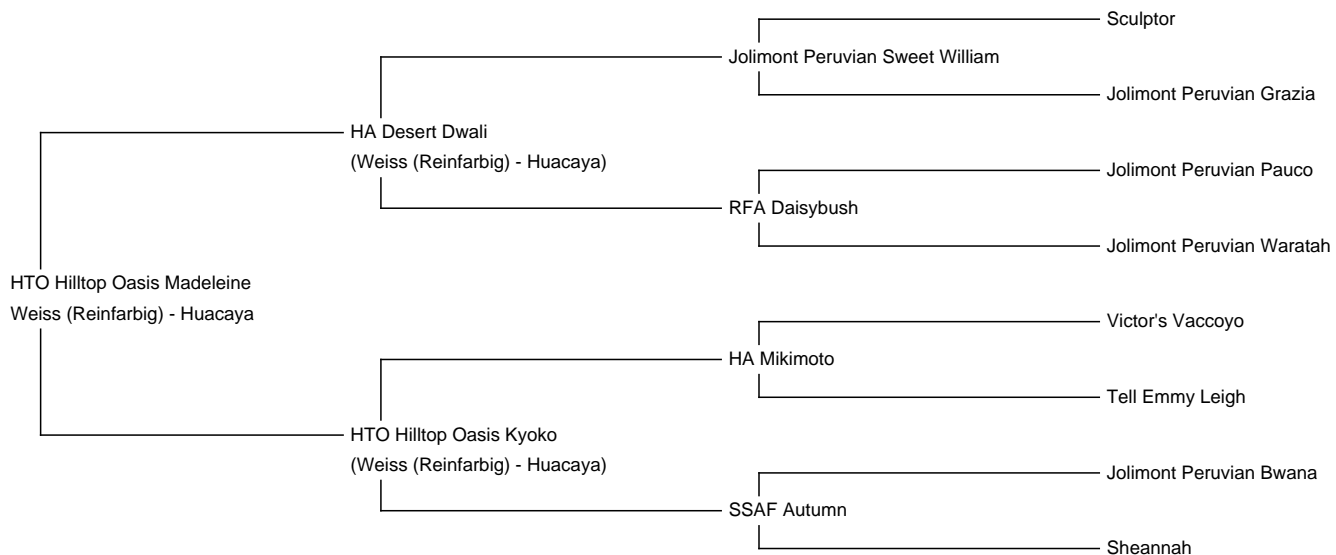 Sculptor
Jolimont Peruvian Sweet William
Jolimont Peruvian Grazia
HA Desert Dwali
(Weiss (Reinfarbig) - Huacaya)
Jolimont Peruvian Pauco
RFA Daisybush
Jolimont Peruvian Waratah
HTO Hilltop Oasis Madeleine
Weiss (Reinfarbig) - Huacaya
Victor's Vaccoyo
HA Mikimoto
Tell Emmy Leigh
HTO Hilltop Oasis Kyoko
(Weiss (Reinfarbig) - Huacaya)
Jolimont Peruvian Bwana
SSAF Autumn
Sheannah